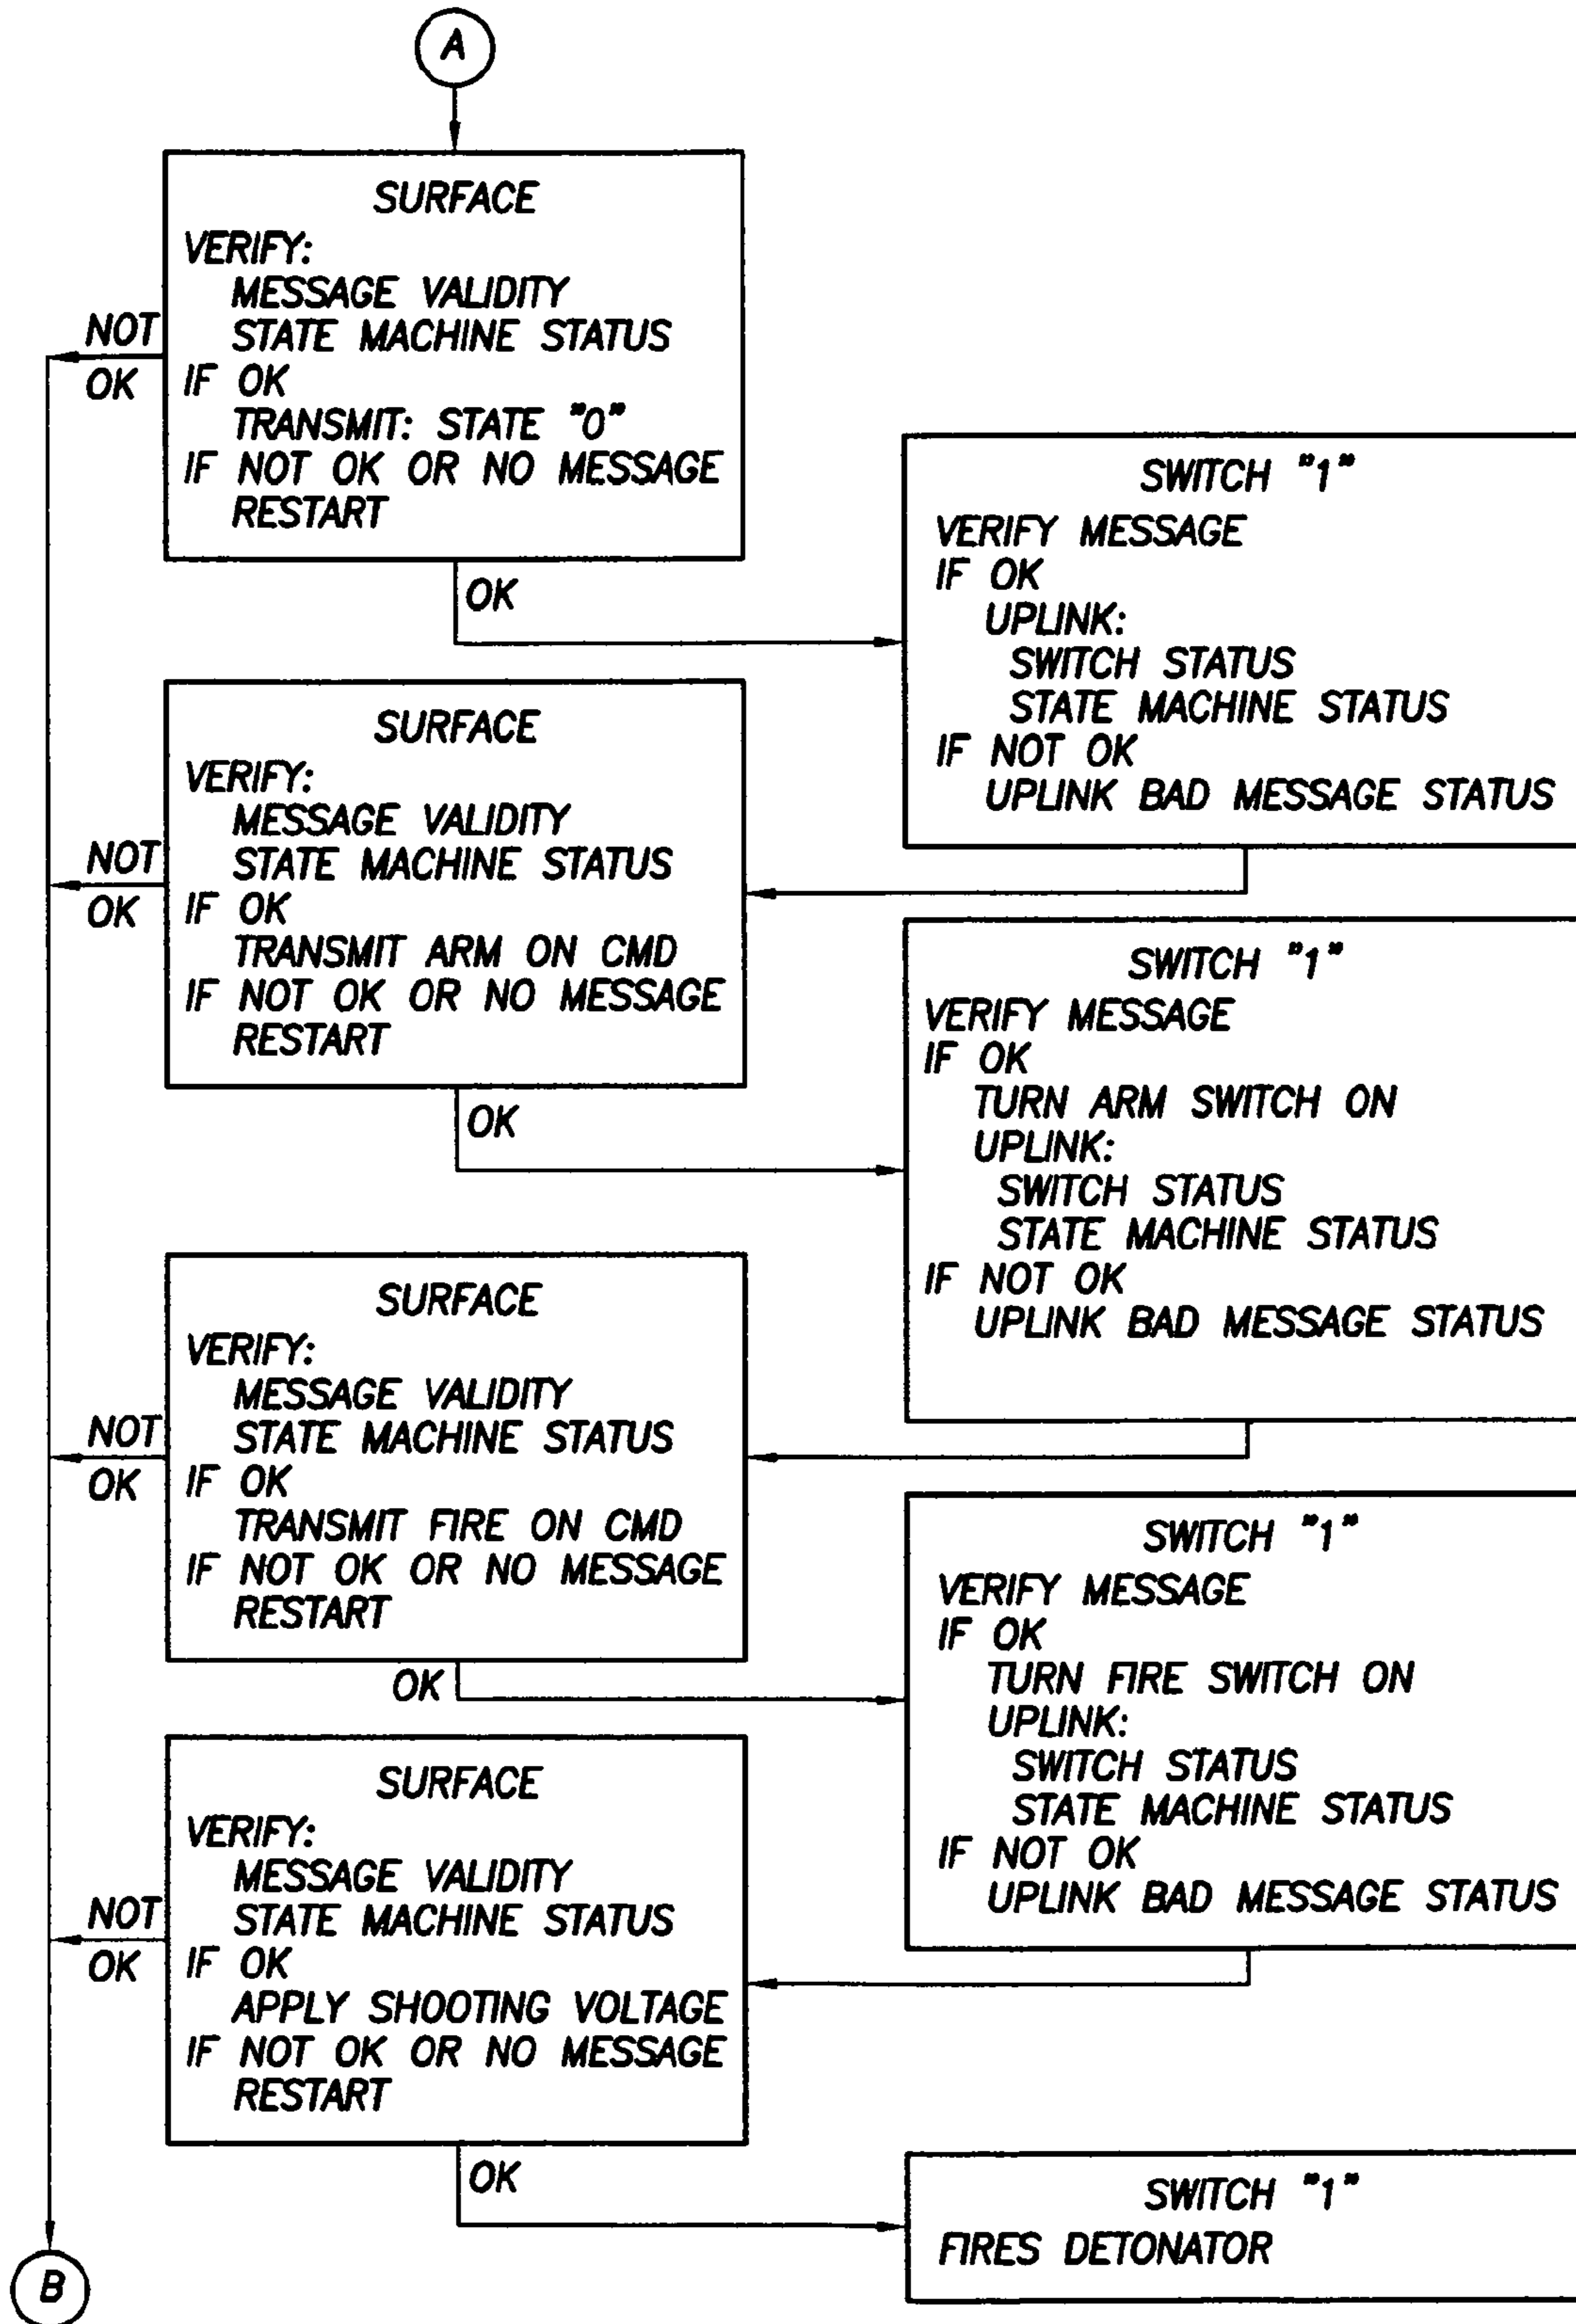 A
SURFACE
VERIFY:
MESSAGE VALIDITY
STATE MACHINE STATUS
IF OK
TRANSMIT: STATE "0"
IF NOT OK OR NO MESSAGE
RESTART
NOT
OK
OK
SWITCH "1"
VERIFY MESSAGE
IF OK
UPLINK:
SWITCH STATUS
STATE MACHINE STATUS
IF NOT OK
UPLINK BAD MESSAGE STATUS
SURFACE
VERIFY:
MESSAGE VALIDITY
STATE MACHINE STATUS
IF OK
TRANSMIT ARM ON CMD
IF NOT OK OR NO MESSAGE
RESTART
NOT
OK
OK
SWITCH "1"
VERIFY MESSAGE
IF OK
TURN ARM SWITCH ON
UPLINK:
SWITCH STATUS
STATE MACHINE STATUS
IF NOT OK
UPLINK BAD MESSAGE STATUS
SURFACE
VERIFY:
MESSAGE VALIDITY
STATE MACHINE STATUS
IF OK
TRANSMIT FIRE ON CMD
IF NOT OK OR NO MESSAGE
RESTART
NOT
OK
OK
SWITCH "1"
VERIFY MESSAGE
IF OK
TURN FIRE SWITCH ON
UPLINK:
SWITCH STATUS
STATE MACHINE STATUS
IF NOT OK
UPLINK BAD MESSAGE STATUS
SURFACE
VERIFY:
MESSAGE VALIDITY
STATE MACHINE STATUS
IF OK
APPLY SHOOTING VOLTAGE
IF NOT OK OR NO MESSAGE
RESTART
NOT
OK
OK
SWITCH "1"
FIRES DETONATOR
B